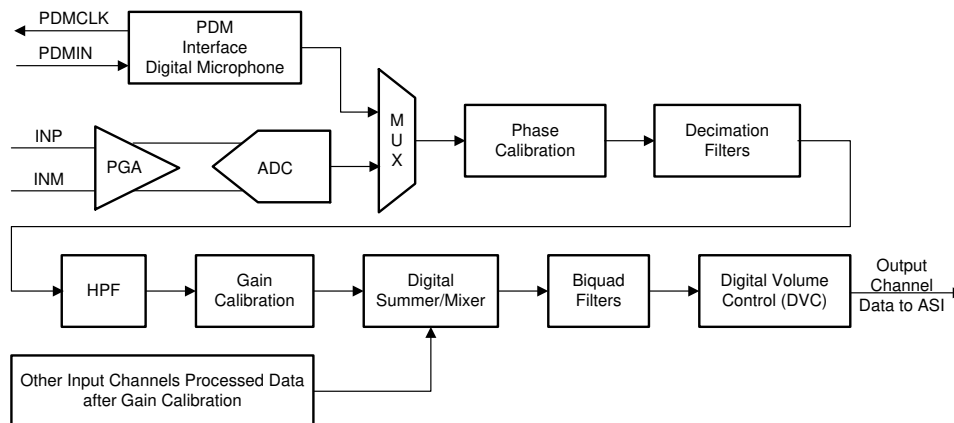 PDMCLK
PDMIN
PDM
Interface
Digital Microphone
INP
INM
PGA
ADC
M
U
X
Phase
Calibration
Decimation
Filters
HPF
Gain
Calibration
Digital
Summer/Mixer
Biquad
Filters
Digital Volume
Control (DVC)
Output
Channel
Data to ASI
Other Input Channels Processed Data
after Gain Calibration